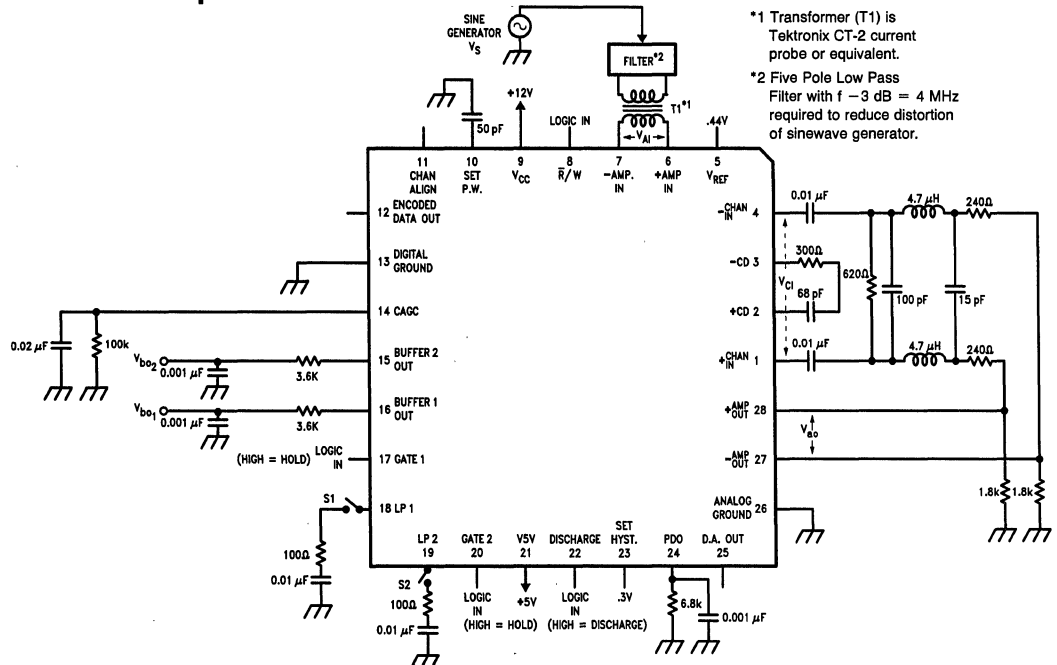 SINE
GENERATOR
VS
FILTER*2
T1*1
*1 Transformer (T1) is
Tektronix CT-2 current
probe or equivalent.
*2 Five Pole Low Pass
Filter with f −3 dB = 4 MHz
required to reduce distortion
of sinewave generator.
50 pF
+12V
LOGIC IN
VAI
.44V
11
CHAN
ALIGN
10
SET
P.W.
9
VCC
8
R̅/W
7
−AMP.
IN
6
+AMP
IN
5
VREF
12 ENCODED
DATA OUT
13 DIGITAL
GROUND
14 CAGC
0.02 µF
100k
15 BUFFER 2
OUT
Vbo2
0.001 µF
3.6K
16 BUFFER 1
OUT
Vbo1
0.001 µF
3.6K
17 GATE 1
(HIGH = HOLD) LOGIC
IN
18 LP 1
S1
100Ω
0.01 µF
−CHAN
IN 4
0.01 µF
4.7 µH
240Ω
−CD 3
300Ω
VCI
620Ω
100 pF
15 pF
68 pF
+CD 2
0.01 µF
+CHAN
IN 1
4.7 µH
240Ω
+AMP
OUT 28
Vao
−AMP
OUT 27
1.8k
1.8k
ANALOG
GROUND 26
LP 2
19
GATE 2
20
V5V
21
DISCHARGE
22
SET
HYST.
23
PDO
24
D.A. OUT
25
S2
100Ω
0.01 µF
LOGIC
IN
(HIGH = HOLD)
+5V
LOGIC
IN
(HIGH = DISCHARGE)
.3V
6.8k
0.001 µF